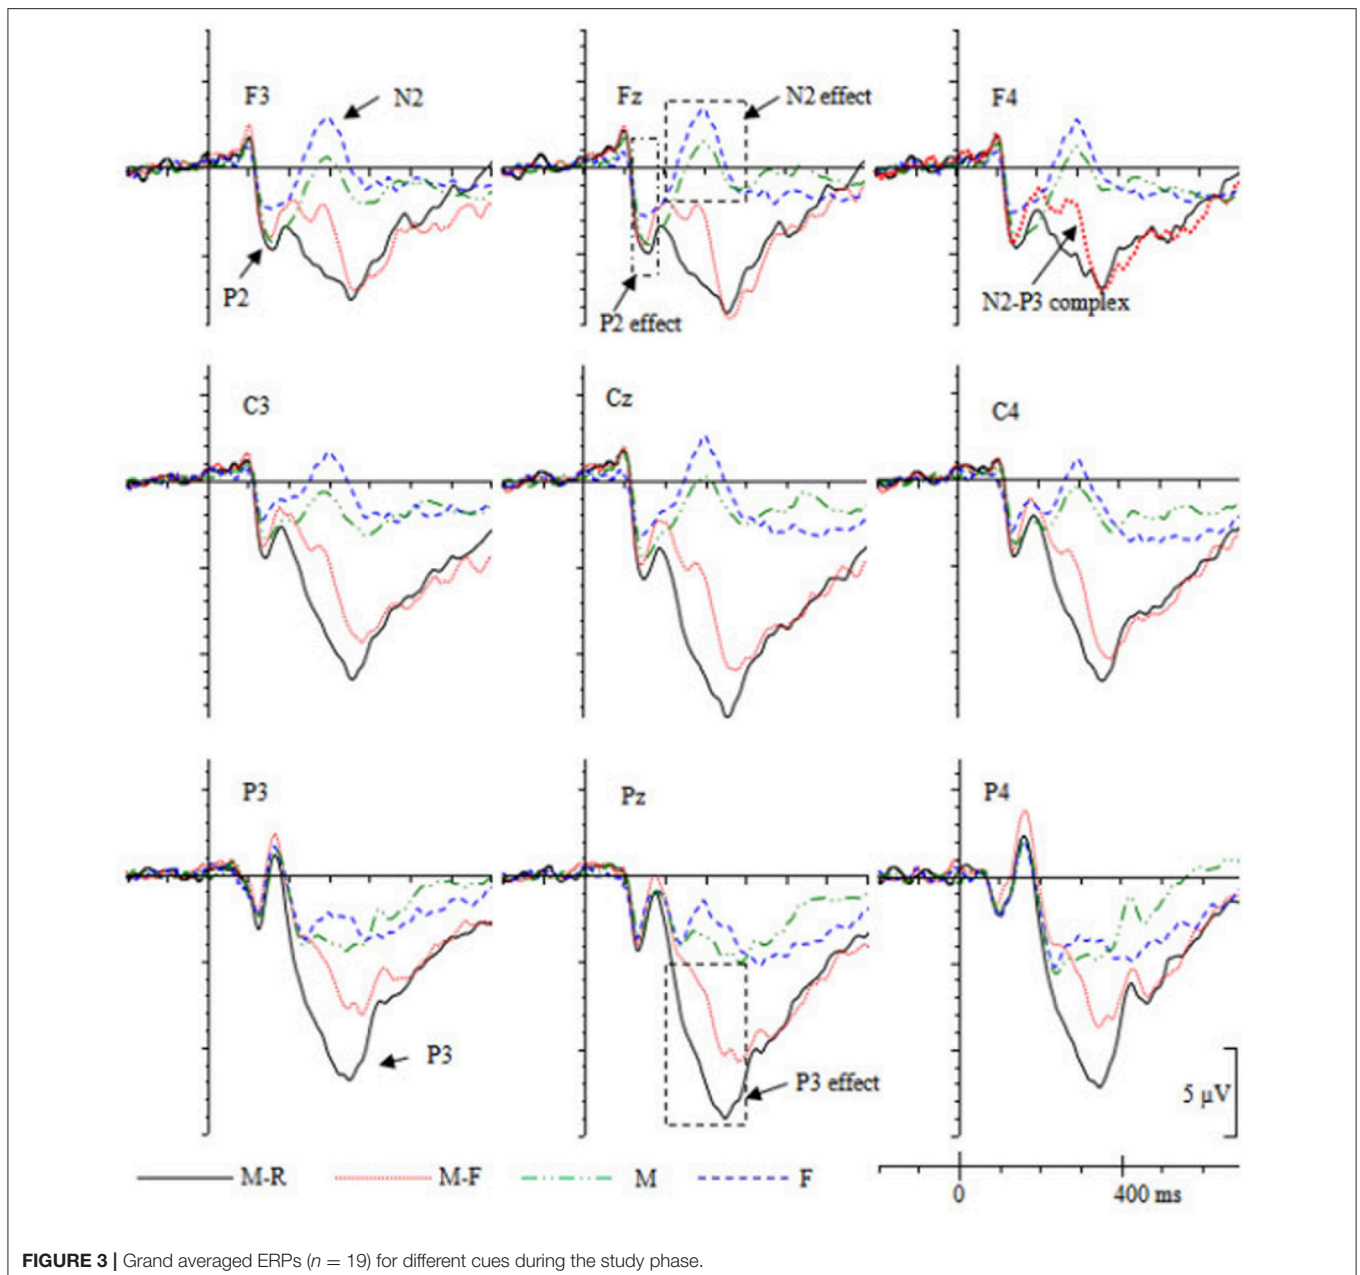 F3
N2
Fz
N2 effect
F4
P2
P2 effect
N2-P3 complex
C3
Cz
C4
P3
Pz
P4
P3
P3 effect
5 μV
M-R
M-F
M
F
0
400 ms
FIGURE 3 | Grand averaged ERPs (n = 19) for different cues during the study phase.